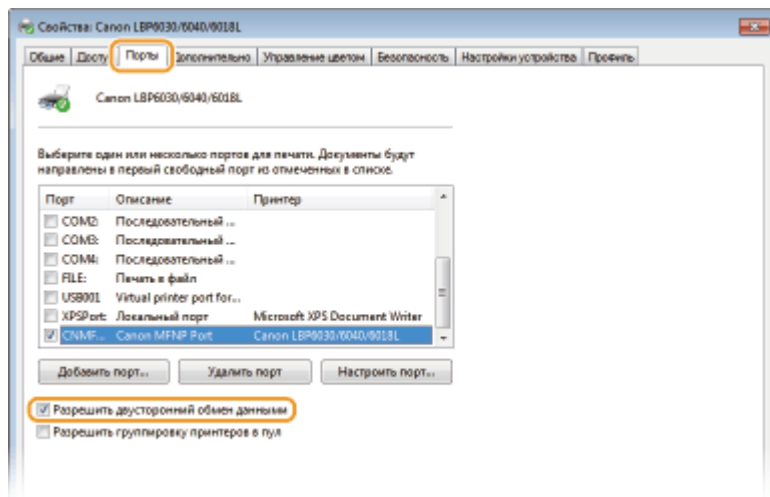 Свойства: Canon LBP6030/6040/6018L
Общие Досту Порты Дополнительно Управление цветом Безопасность Настройки устройства Профиль
Canon LBP6030/6040/6018L
Выберите один или несколько портов для печати. Документы будут
направлены в первый свободный порт из отмеченных в списке.
Порт Описание Принтер
COM2: Последовательный ...
COM3: Последовательный ...
COM4: Последовательный ...
FILE: Печать в файл
USB001 Virtual printer port for...
XPSPort: Локальный порт Microsoft XPS Document Writer
CNMF... Canon MFNP Port Canon LBP6030/6040/6018L
Добавить порт... Удалить порт Настроить порт...
Разрешить двусторонний обмен данными
Разрешить группировку принтеров в пул